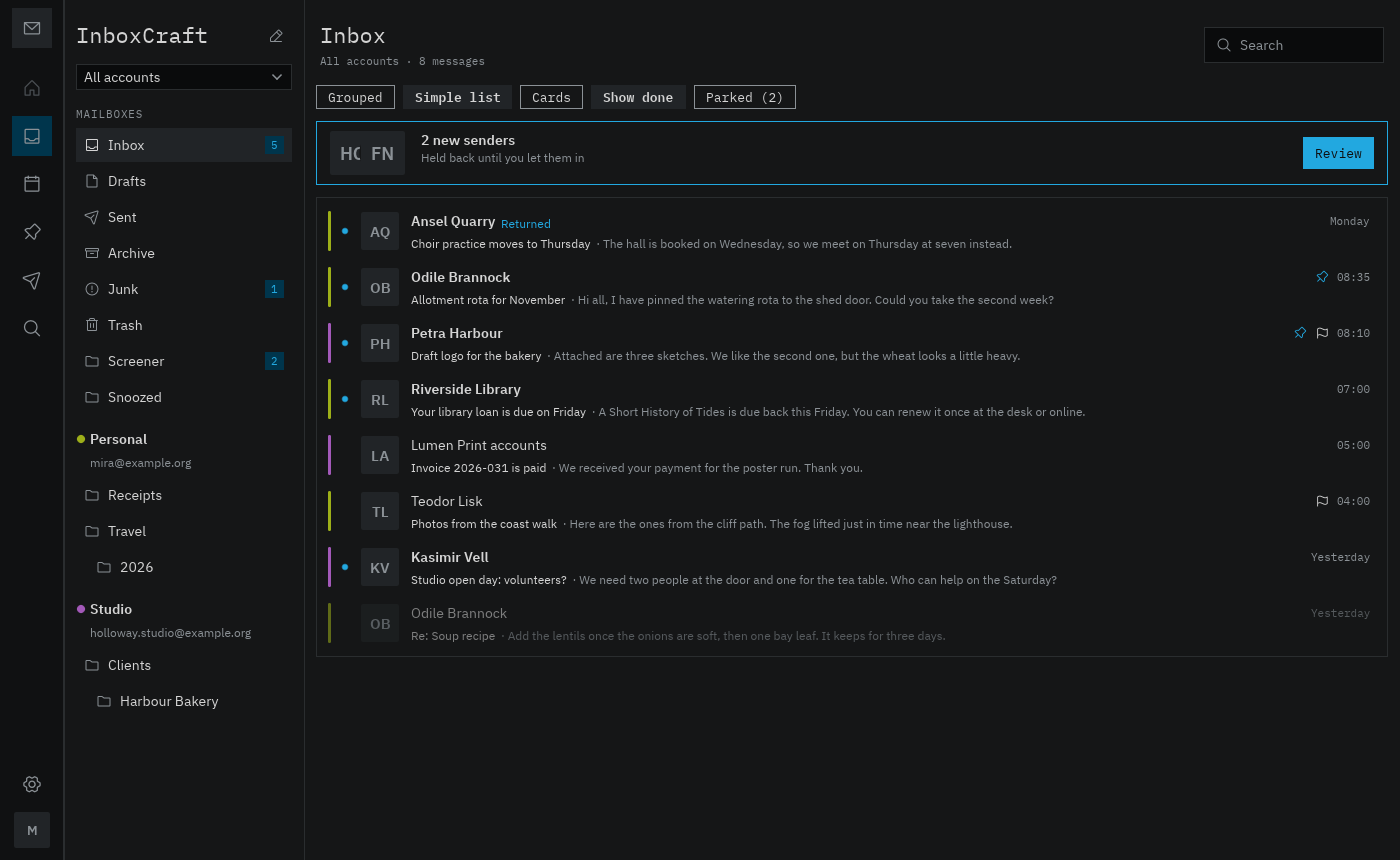 InboxCraft
All accounts
MAILBOXES
Inbox 5
Drafts
Sent
Archive
Junk 1
Trash
Screener 2
Snoozed
Personal
mira@example.org
Receipts
Travel
2026
Studio
holloway.studio@example.org
Clients
Harbour Bakery
M
Inbox
All accounts · 8 messages
Search
Grouped Simple list Cards Show done Parked (2)
FN
2 new senders
Held back until you let them in
Review
AQ
Ansel Quarry Returned Monday
Choir practice moves to Thursday · The hall is booked on Wednesday, so we meet on Thursday at seven instead.
OB
Odile Brannock 08:35
Allotment rota for November · Hi all, I have pinned the watering rota to the shed door. Could you take the second week?
PH
Petra Harbour 08:10
Draft logo for the bakery · Attached are three sketches. We like the second one, but the wheat looks a little heavy.
RL
Riverside Library 07:00
Your library loan is due on Friday · A Short History of Tides is due back this Friday. You can renew it once at the desk or online.
LA
Lumen Print accounts 05:00
Invoice 2026-031 is paid · We received your payment for the poster run. Thank you.
TL
Teodor Lisk 04:00
Photos from the coast walk · Here are the ones from the cliff path. The fog lifted just in time near the lighthouse.
KV
Kasimir Vell Yesterday
Studio open day: volunteers? · We need two people at the door and one for the tea table. Who can help on the Saturday?
OB
Odile Brannock Yesterday
Re: Soup recipe · Add the lentils once the onions are soft, then one bay leaf. It keeps for three days.